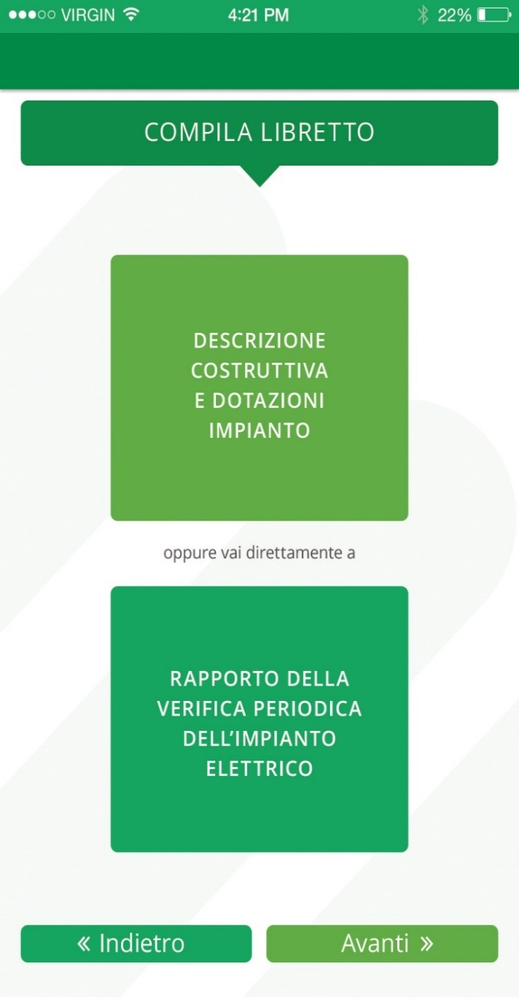 VIRGIN 4:21 PM 22%
COMPILA LIBRETTO
DESCRIZIONE
COSTRUTTIVA
E DOTAZIONI
IMPIANTO
oppure vai direttamente a
RAPPORTO DELLA
VERIFICA PERIODICA
DELL’IMPIANTO
ELETTRICO
« Indietro Avanti »